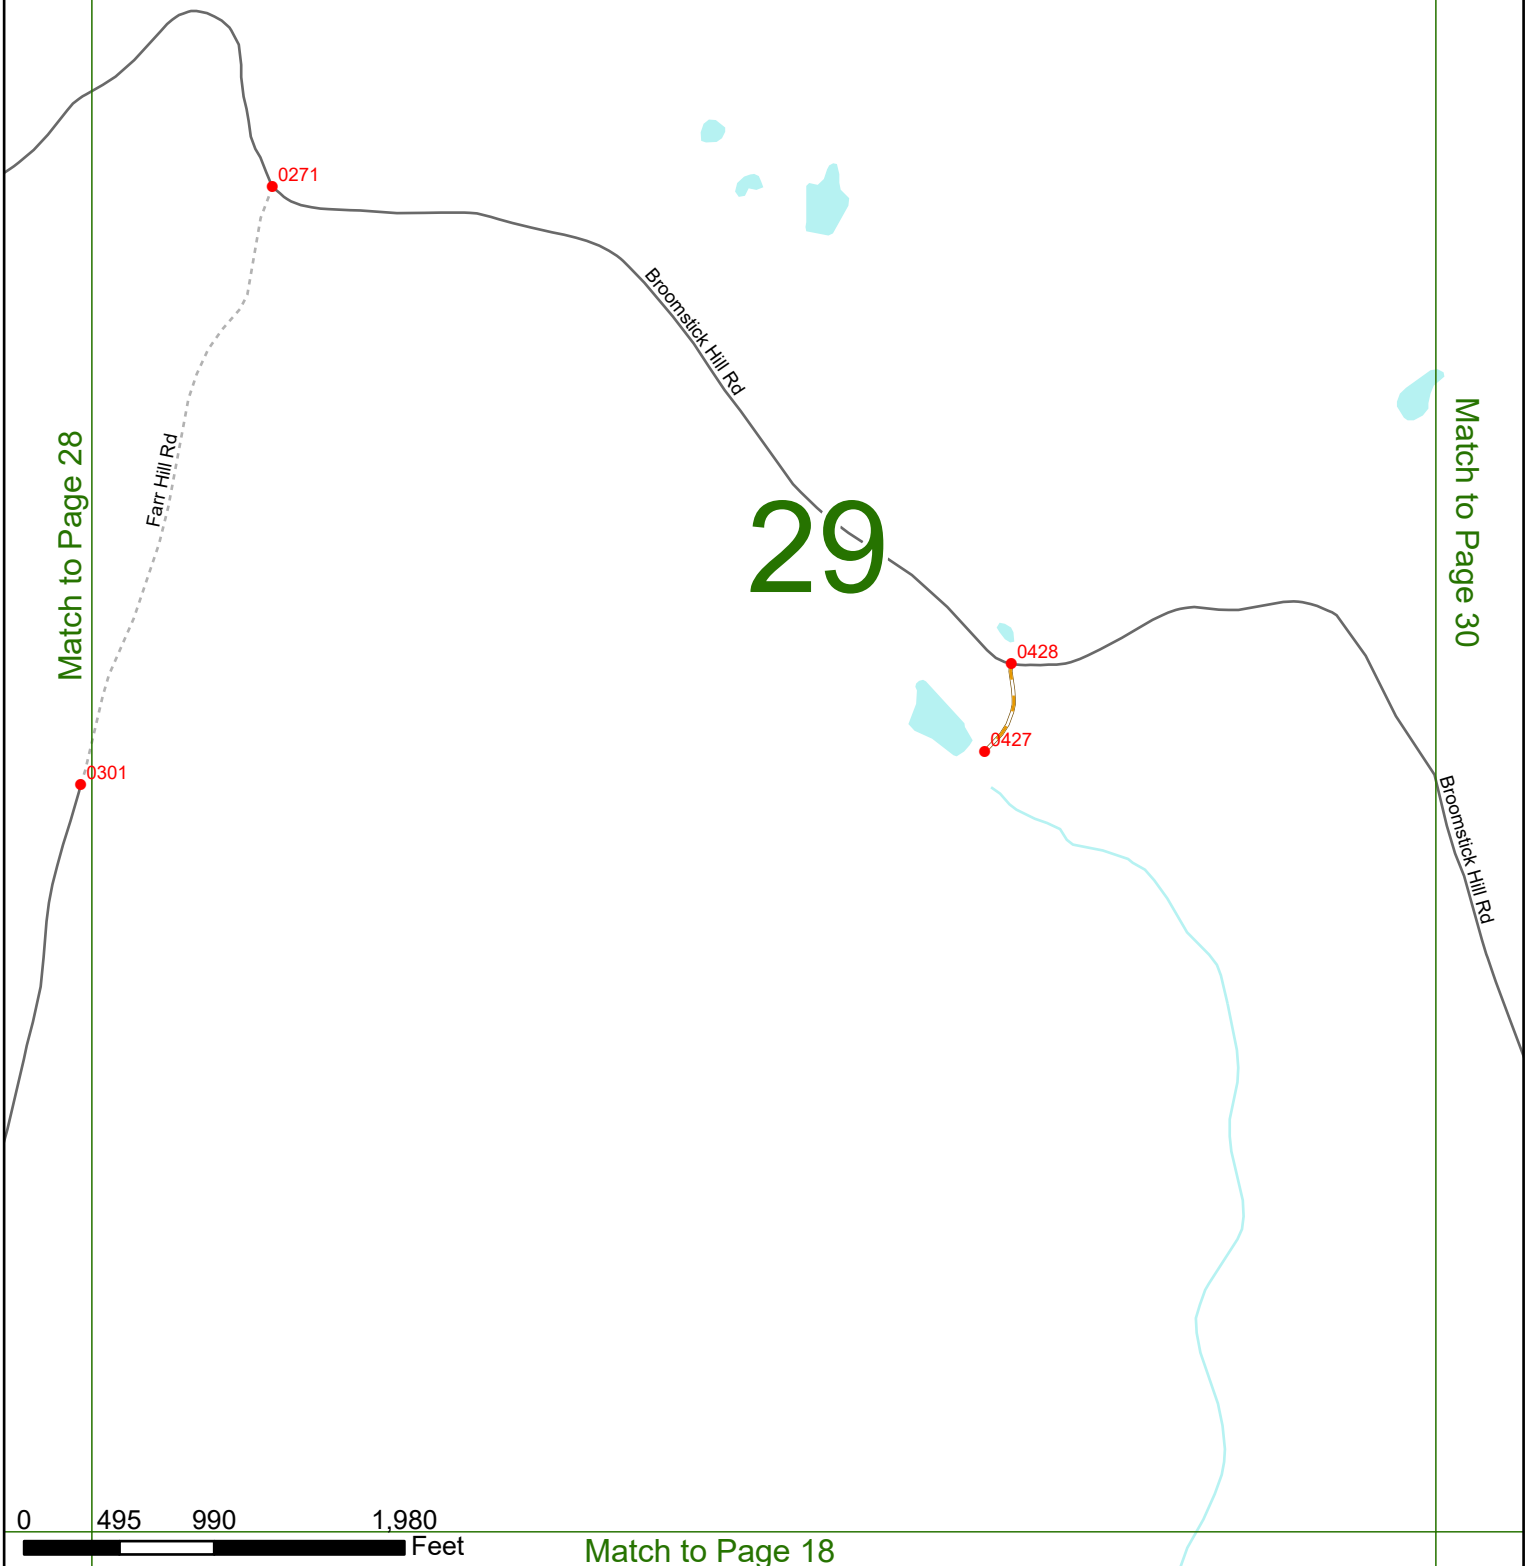 0271
Broomstick Hill Rd
Match to Page 28
Farr Hill Rd
Match to Page 30
29
0428
0427
0301
Broomstick Hill Rd
0 495 990 1,980
Feet
Match to Page 18